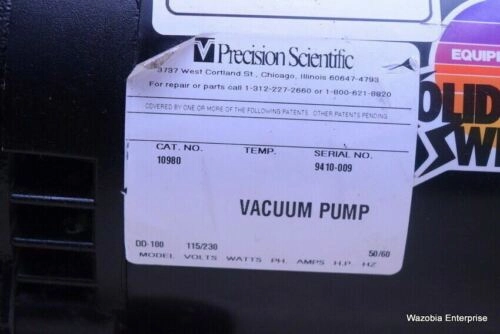 Precision Scientific
3737 West Cortland St., Chicago, Illinois 60647-4793
For repair or parts call 1-312-227-2660 or 1-800-621-8820
COVERED BY ONE OR MORE OF THE FOLLOWING PATENTS. OTHER PATENTS PENDING
CAT. NO. TEMP. SERIAL NO.
10980 9410-009
VACUUM PUMP
DD-100 115/230 50/60
MODEL VOLTS WATTS PH. AMPS H.P. HZ
EQUIP
OLID
SW
Wazobia Enterprise